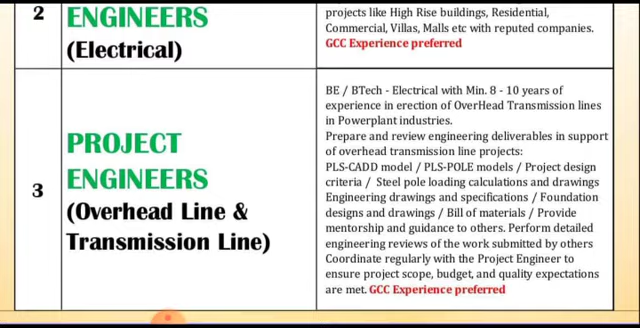 2
ENGINEERS
(Electrical)
projects like High Rise buildings, Residential,
Commercial, Villas, Malls etc with reputed companies.
GCC Experience preferred
3
PROJECT
ENGINEERS
(Overhead Line &
Transmission Line)
BE / BTech - Electrical with Min. 8 - 10 years of
experience in erection of OverHead Transmission lines
in Powerplant industries.
Prepare and review engineering deliverables in support
of overhead transmission line projects:
PLS-CADD model / PLS-POLE models / Project design
criteria / Steel pole loading calculations and drawings
Engineering drawings and specifications / Foundation
designs and drawings / Bill of materials / Provide
mentorship and guidance to others. Perform detailed
engineering reviews of the work submitted by others
Coordinate regularly with the Project Engineer to
ensure project scope, budget, and quality expectations
are met. GCC Experience preferred